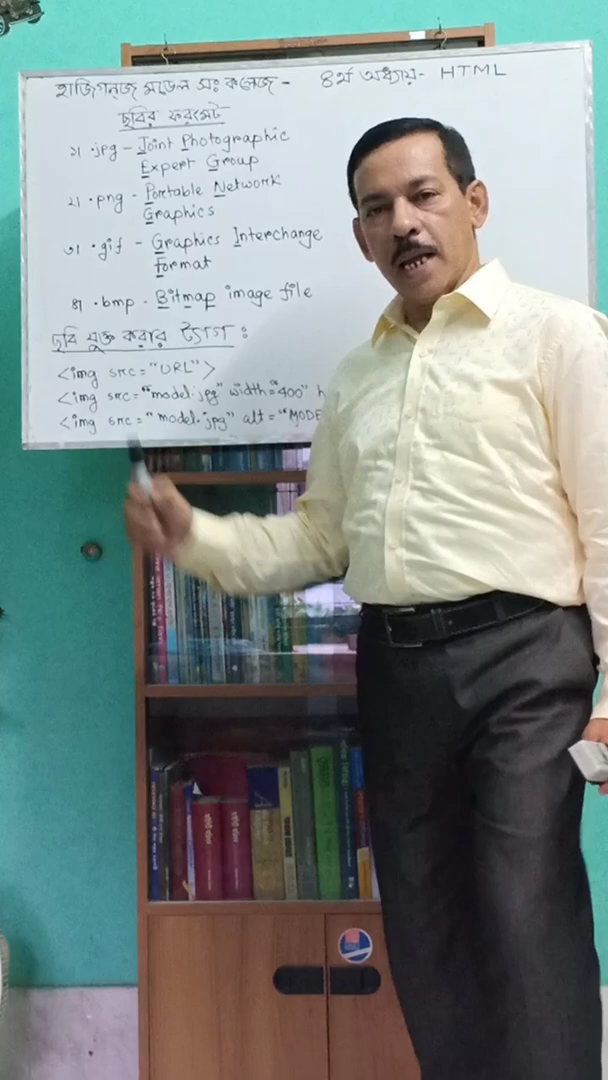 হাজিগন্জ মডেল সঃ কলেজ - ৪র্থ অধ্যায় - HTML
ছবির ফরমেট
১। .jpg - Joint Photographic
Expert Group
২। .png - Portable Network
Graphics
৩। .gif - Graphics Interchange
format
৪। .bmp - Bitmap image file
ছবি যুক্ত করার ট্যাগ :
<img src="URL">
<img src="model.jpg" width="400" h
<img src="model.jpg" alt="MODE